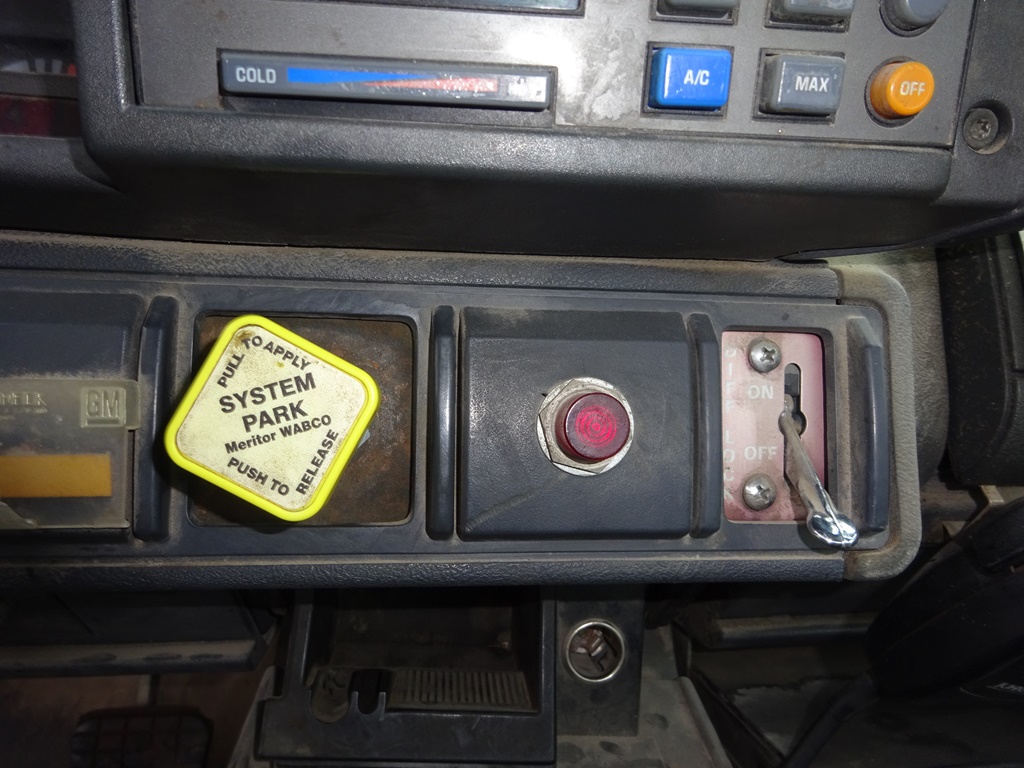 COLD
A/C
MAX
OFF
GM
PULL TO APPLY
SYSTEM
PARK
Meritor WABCO
PUSH TO RELEASE
ON
OFF